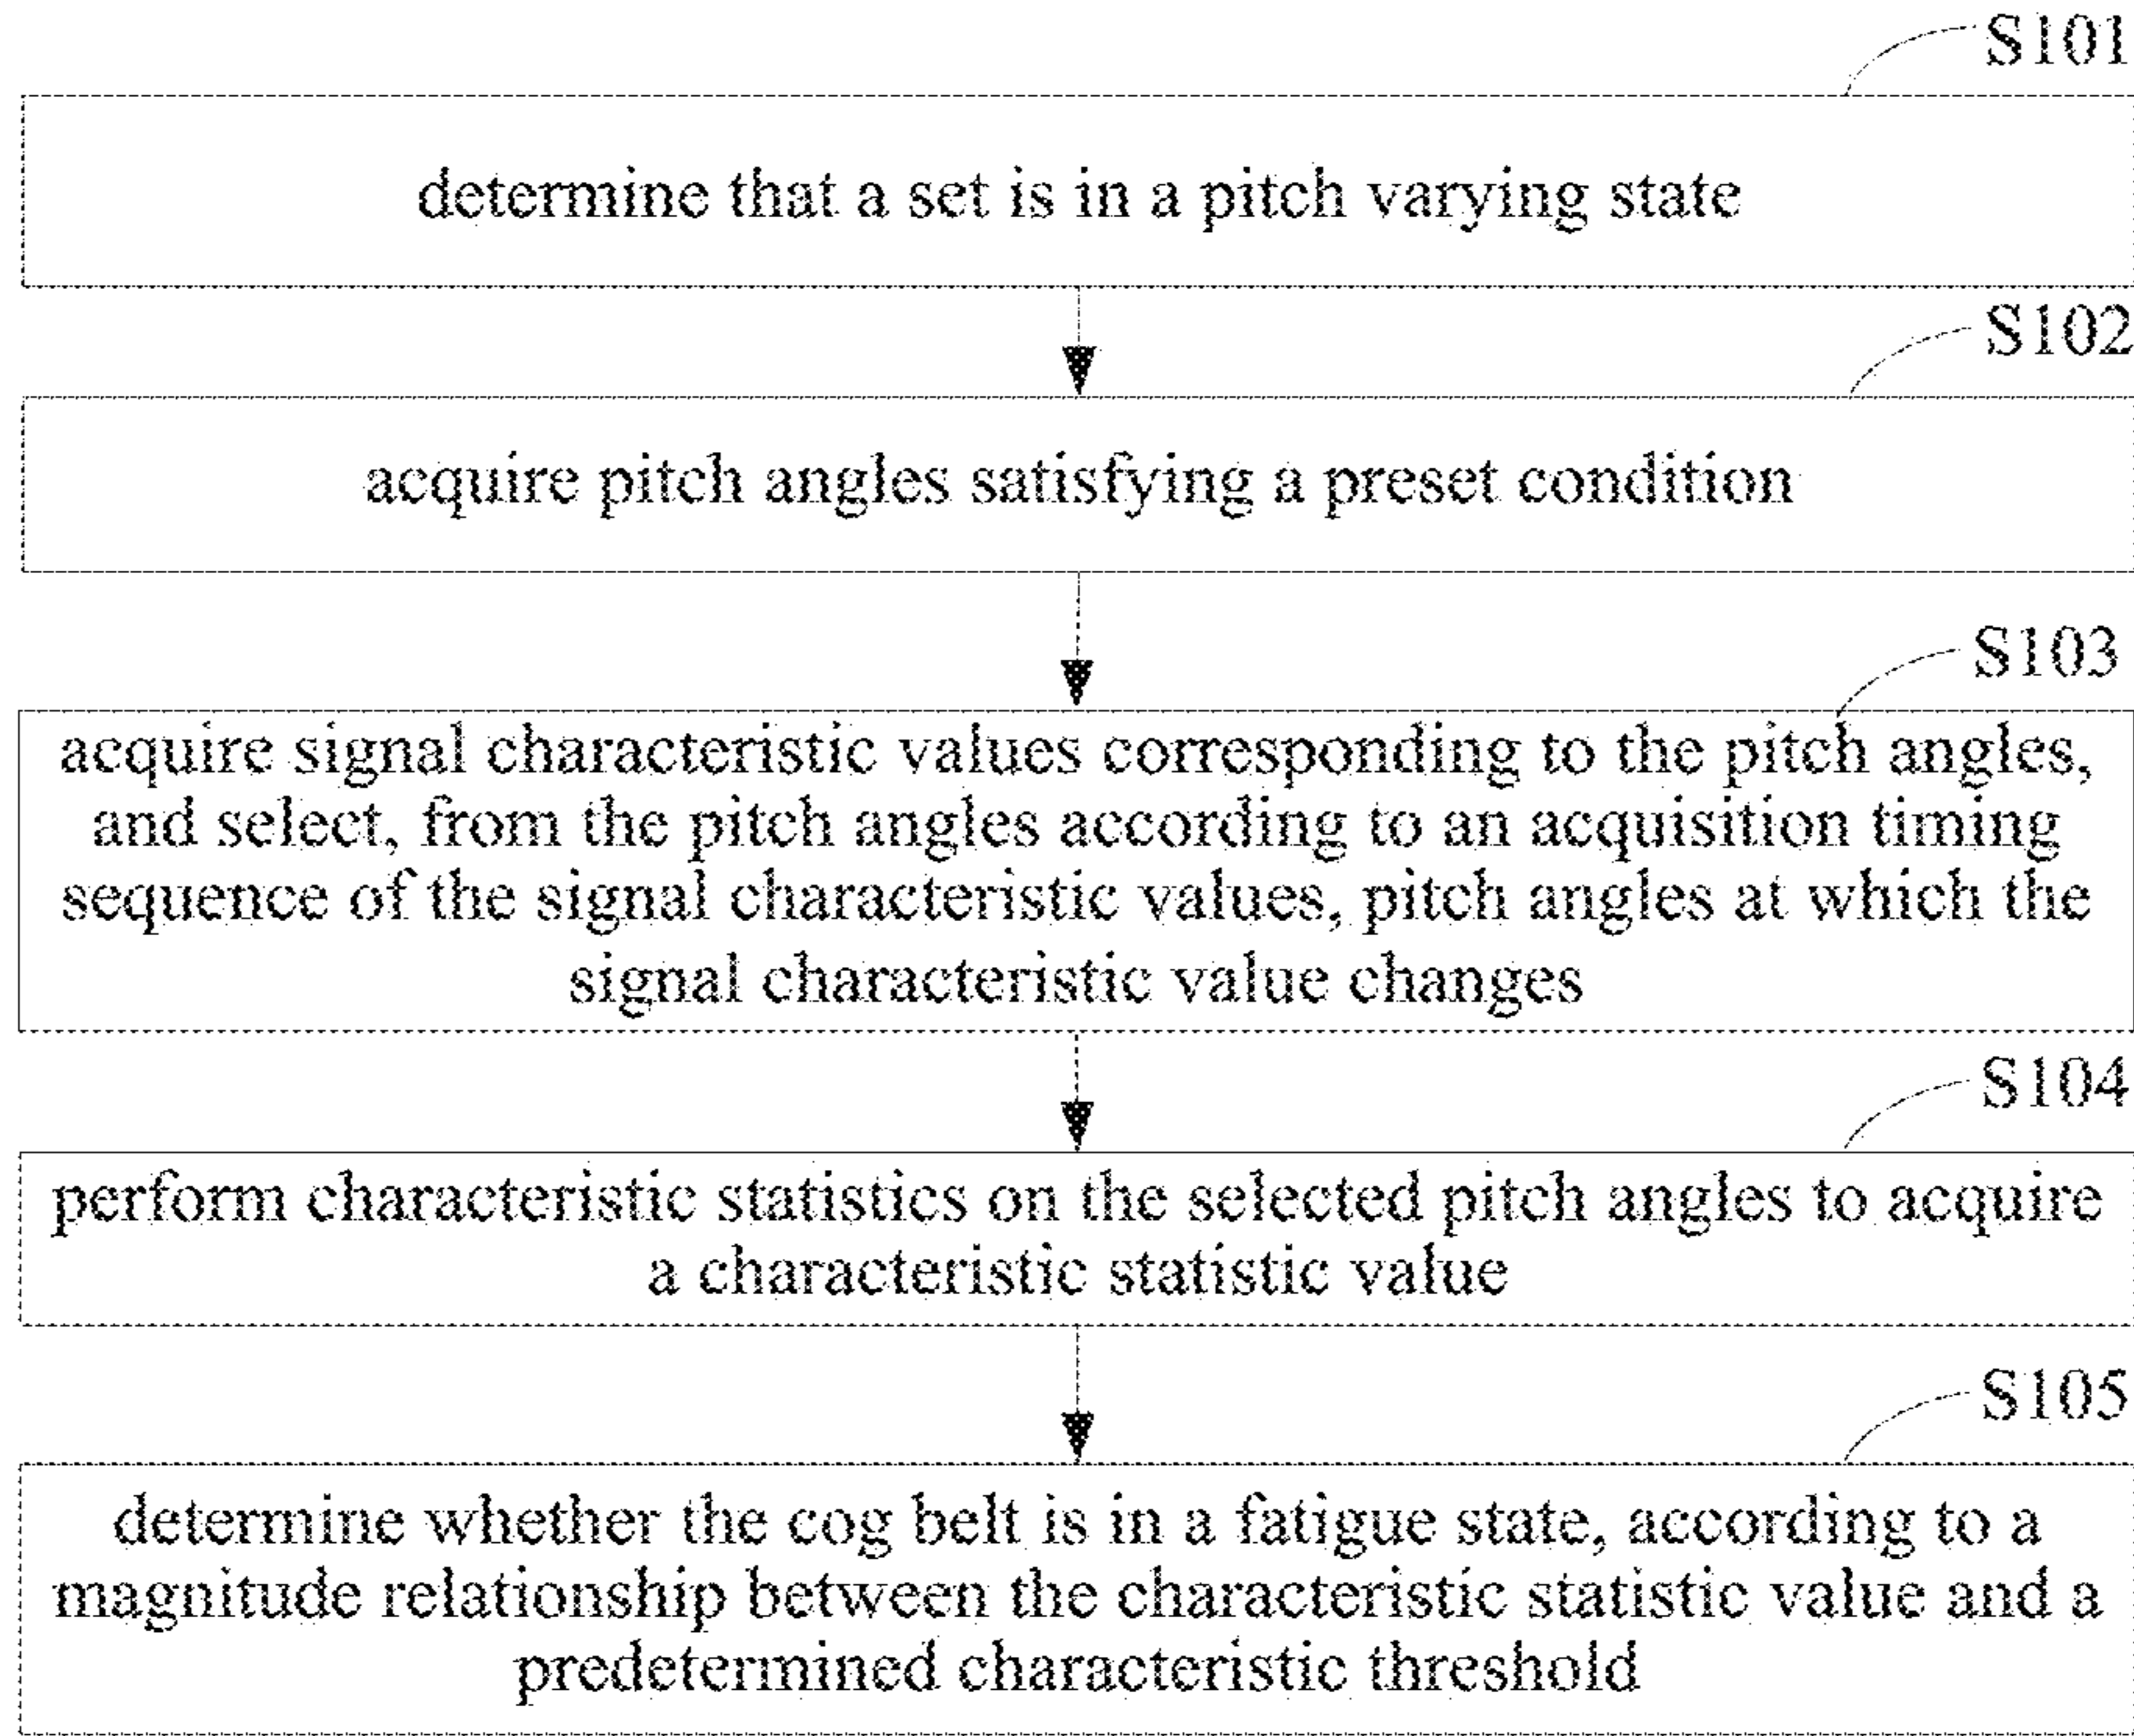 S101
determine that a set is in a pitch varying state
S102
acquire pitch angles satisfying a preset condition
S103
acquire signal characteristic values corresponding to the pitch angles,
and select, from the pitch angles according to an acquisition timing
sequence of the signal characteristic values, pitch angles at which the
signal characteristic value changes
S104
perform characteristic statistics on the selected pitch angles to acquire
a characteristic statistic value
S105
determine whether the cog belt is in a fatigue state, according to a
magnitude relationship between the characteristic statistic value and a
predetermined characteristic threshold